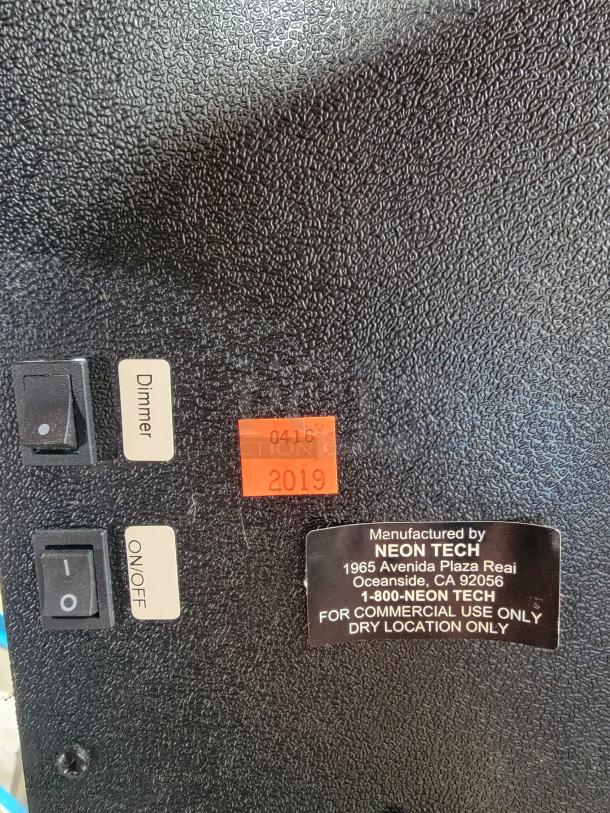 Dimmer
0416
2019
ON/OFF
Manufactured by
NEON TECH
1965 Avenida Plaza Reai
Oceanside, CA 92056
1-800-NEON TECH
FOR COMMERCIAL USE ONLY
DRY LOCATION ONLY